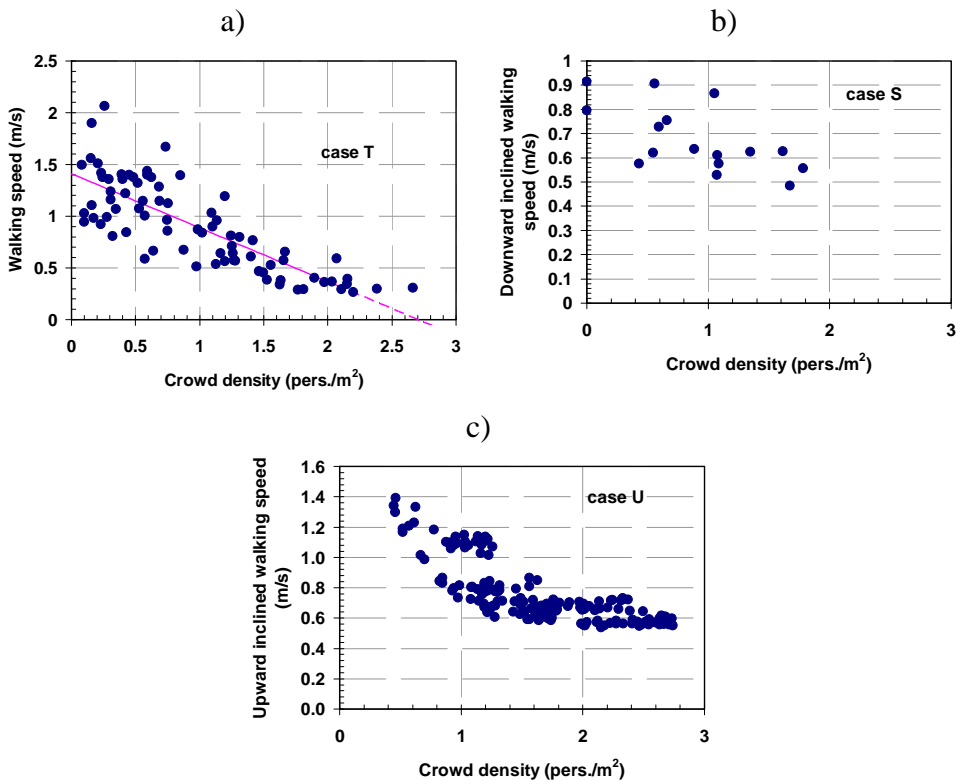 a)
2.5
2
1.5
1
0.5
0
0
0.5
1
1.5
2
2.5
3
Walking speed (m/s)
case T
Crowd density (pers./m²)
b)
1
0.9
0.8
0.7
0.6
0.5
0.4
0.3
0.2
0.1
0
0
1
2
3
Downward inclined walking
speed (m/s)
case S
Crowd density (pers./m²)
c)
1.6
1.4
1.2
1.0
0.8
0.6
0.4
0.2
0.0
0
1
2
3
Upward inclined walking speed
(m/s)
case U
Crowd density (pers./m²)